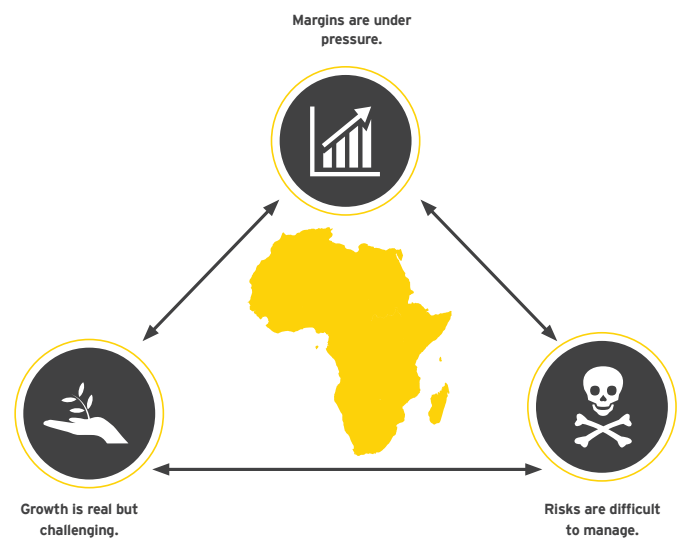 Margins are under
pressure.
Growth is real but
challenging.
Risks are difficult
to manage.